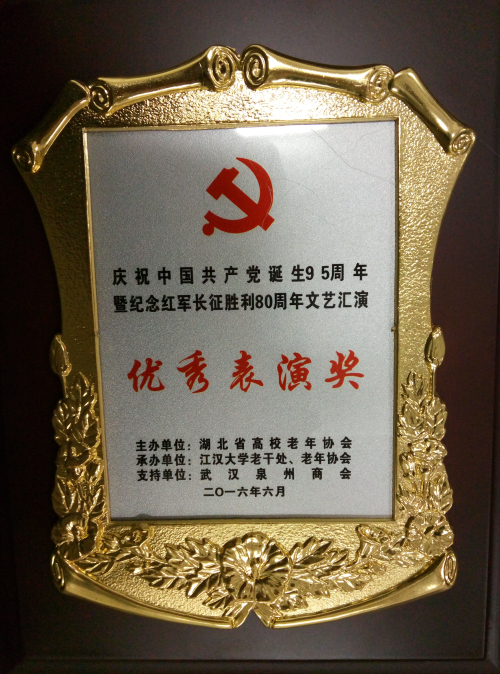 庆祝中国共产党诞生95周年
暨纪念红军长征胜利80周年文艺汇演
优秀表演奖
主办单位：湖北省高校老年协会
承办单位：江汉大学老干处、老年协会
支持单位：武汉泉州商会
二〇一六年六月